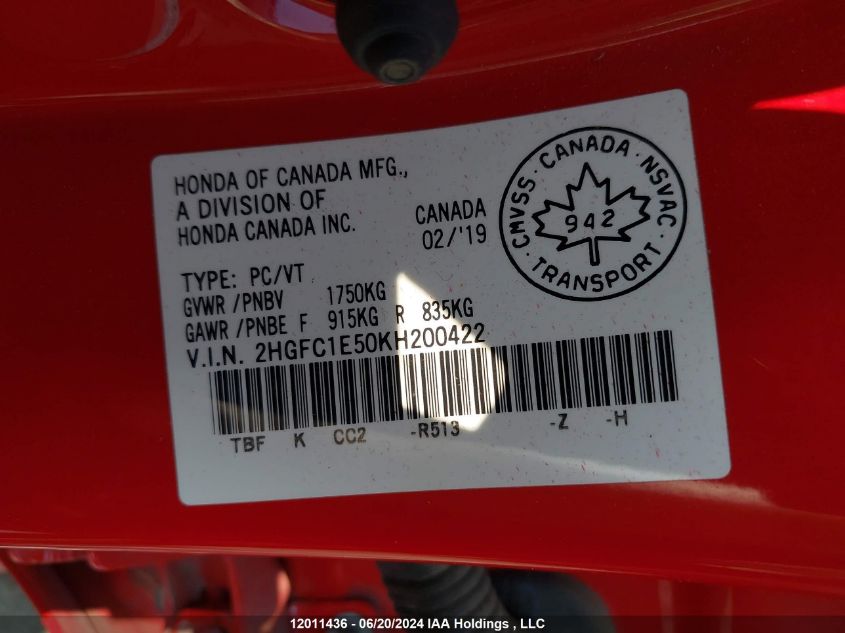 HONDA OF CANADA MFG.,
A DIVISION OF
HONDA CANADA INC.
CANADA
02/'19
CMVSS · CANADA · NSVAC
942
· TRANSPORT ·
TYPE: PC/VT
GVWR /PNBV 1750KG
GAWR /PNBE F 915KG R 835KG
V.I.N. 2HGFC1E50KH200422
TBF K CC2 -R513 -Z -H
12011436 - 06/20/2024 IAA Holdings , LLC